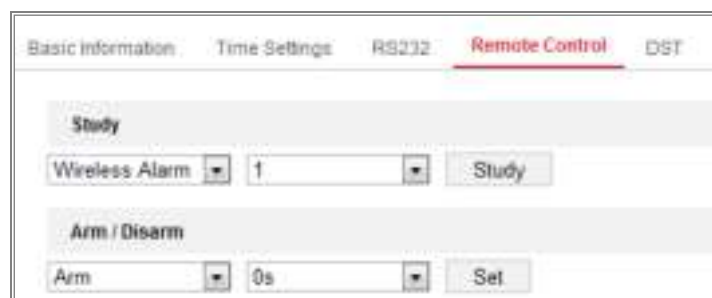 Basic Information Time Settings RS232 Remote Control DST
Study
Wireless Alarm 1 Study
Arm / Disarm
Arm 0s Set